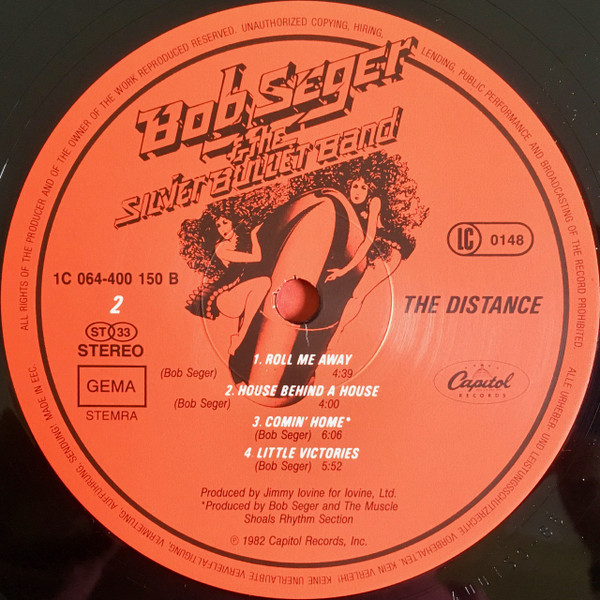 ALL RIGHTS OF THE PRODUCER AND OF THE OWNER OF THE WORK REPRODUCED RESERVED. UNAUTHORIZED COPYING, HIRING, LENDING, PUBLIC PERFORMANCE AND BROADCASTING OF THE RECORD PROHIBITED.
Bob Seger
& The
Silver Bullet Band
LC 0148
1C 064-400 150 B
2
THE DISTANCE
ST 33
STEREO
GEMA
STEMRA
Capitol
RECORDS
1. ROLL ME AWAY
(Bob Seger) 4:39
2. HOUSE BEHIND A HOUSE
(Bob Seger) 4:00
3. COMIN' HOME*
(Bob Seger) 6:06
4. LITTLE VICTORIES
(Bob Seger) 5:52
Produced by Jimmy Iovine for Iovine, Ltd.
*Produced by Bob Seger and The Muscle
Shoals Rhythm Section
℗ 1982 Capitol Records, Inc.
ALLE URHEBER- UND LEISTUNGSSCHUTZRECHTE VORBEHALTEN. KEIN VERLEIH! KEINE UNERLAUBTE VERVIELFÄLTIGUNG, VERMIETUNG, AUFFÜHRUNG, SENDUNG! MADE IN EEC.